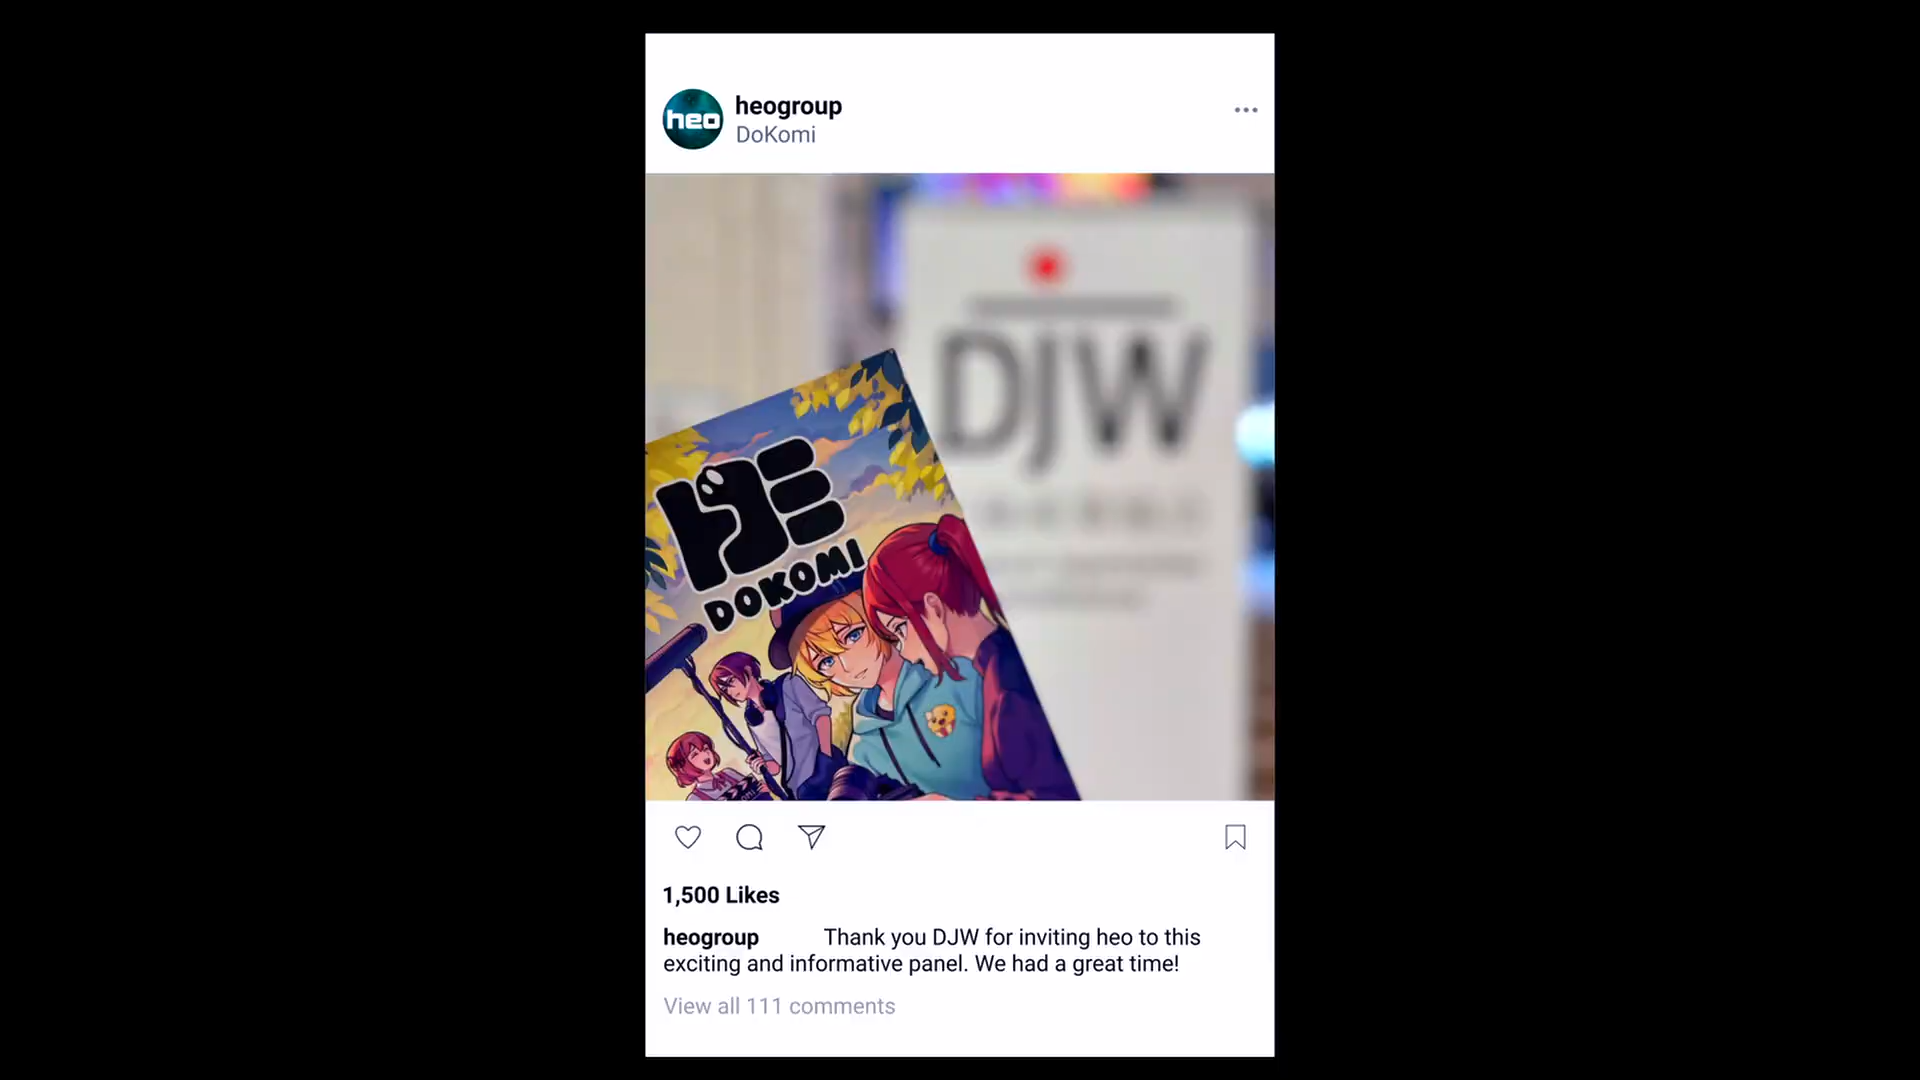 heo
heogroup
DoKomi
DJW
ドコミ
DOKOMI
1,500 Likes
heogroup Thank you DJW for inviting heo to this
exciting and informative panel. We had a great time!
View all 111 comments